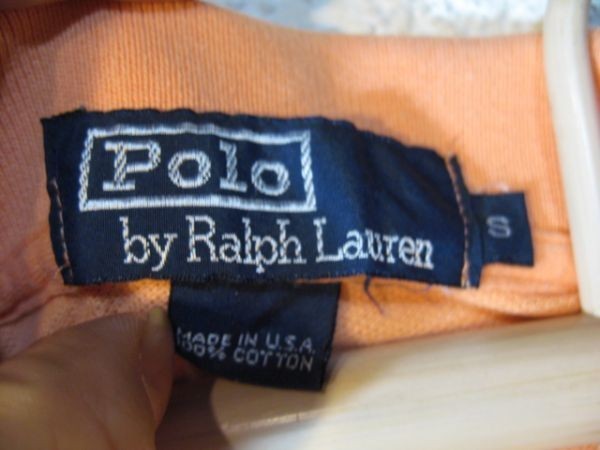 Polo
by Ralph Lauren
S
MADE IN U.S.A.
100% COTTON